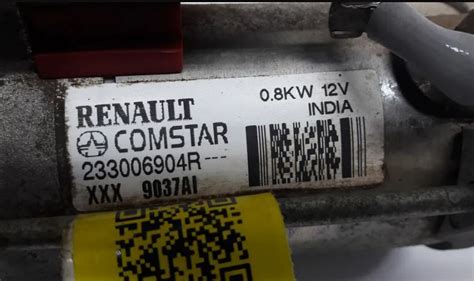 RENAULT
COMSTAR
233006904R---
XXX 9037AI
0.8KW 12V
INDIA